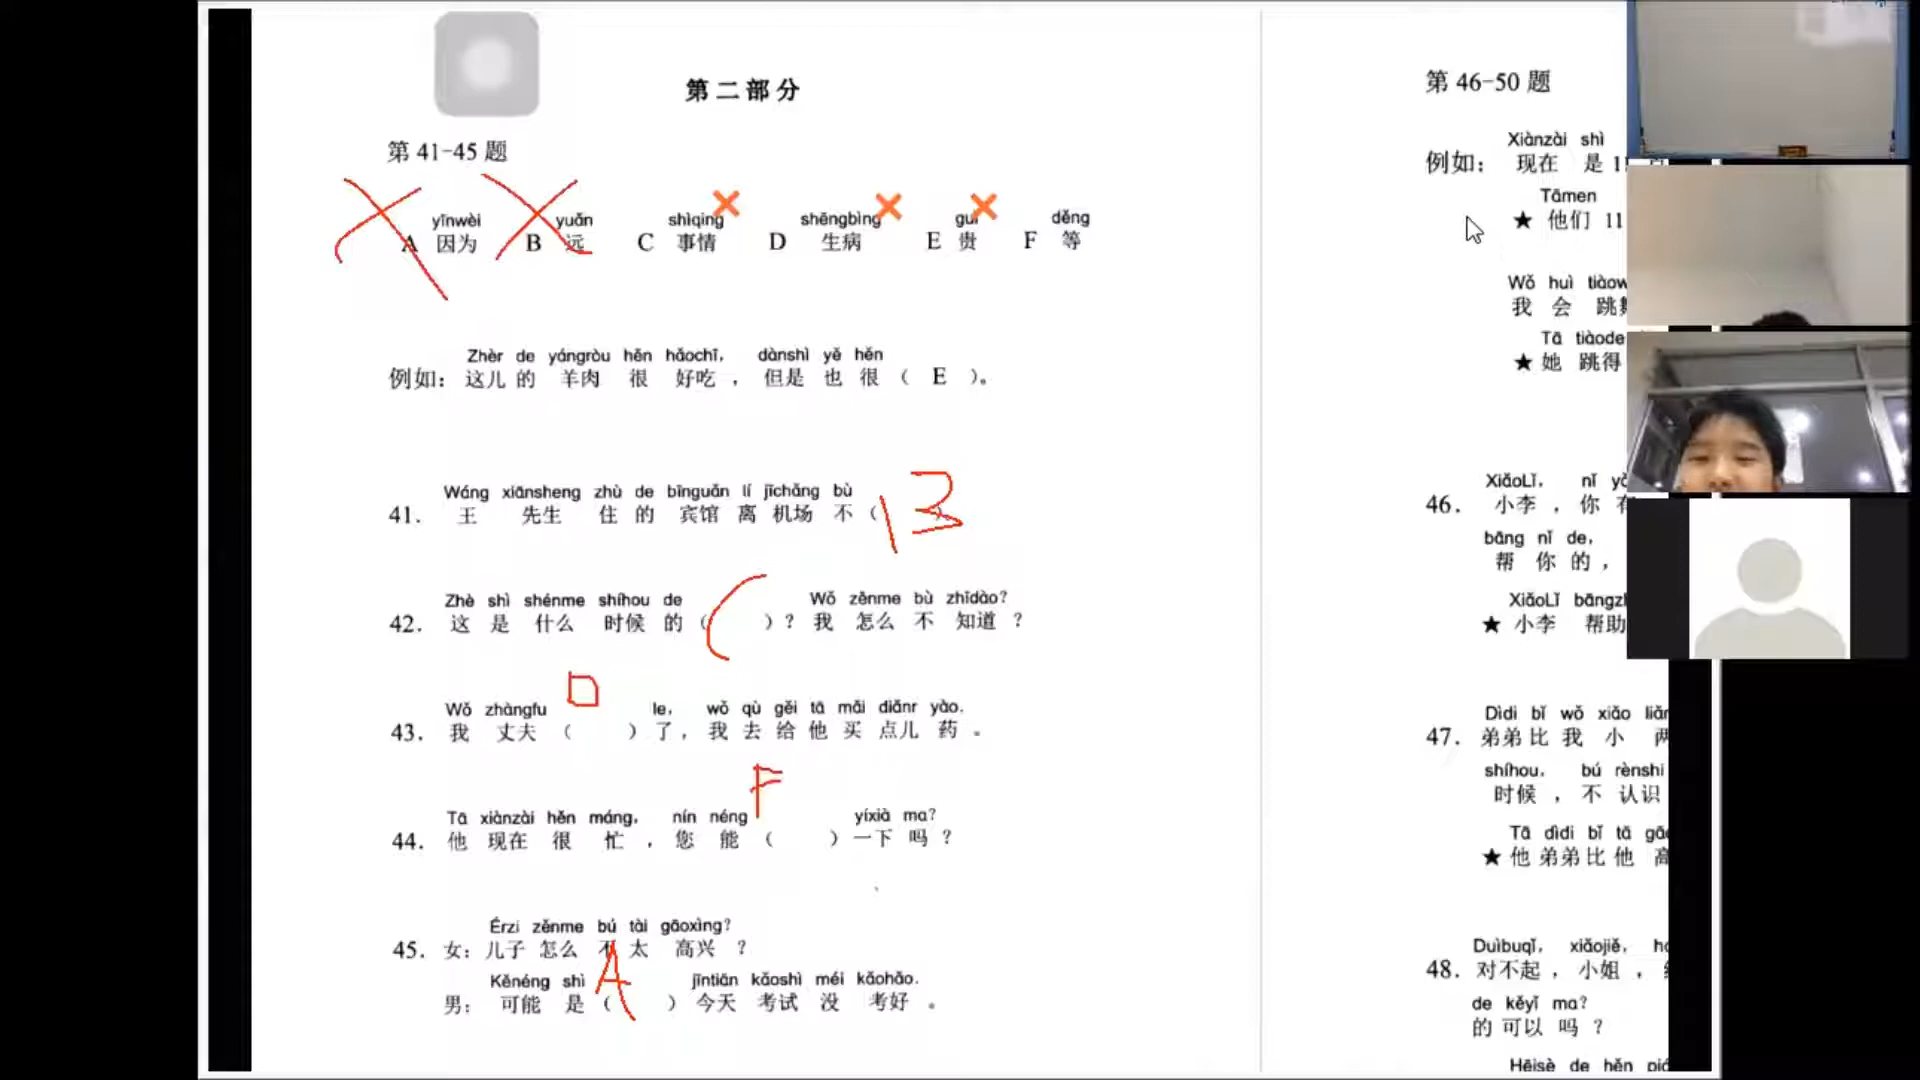 第二部分
第 41-45 题
yīnwèi yuǎn shìqing shēngbìng guì děng
A 因为 B 远 C 事情 D 生病 E 贵 F 等
Zhèr de yángròu hěn hǎochī, dànshì yě hěn
例如：这儿 的 羊肉 很 好吃 ， 但是 也 很 （ E ）。
Wáng xiānsheng zhù de bīnguǎn lí jīchǎng bù
41. 王 先生 住 的 宾馆 离 机场 不 （ B ）
Zhè shì shénme shíhou de Wǒ zěnme bù zhīdào?
42. 这 是 什么 时候 的 （ C ）？ 我 怎么 不 知道 ？
D
Wǒ zhàngfu le, wǒ qù gěi tā mǎi diǎnr yào.
43. 我 丈夫 （ ） 了 ， 我 去 给 他 买 点儿 药 。
F
Tā xiànzài hěn máng, nín néng yíxià ma?
44. 他 现在 很 忙 ， 您 能 （ ） 一下 吗 ？
Érzi zěnme bú tài gāoxìng?
45. 女：儿子 怎么 不 太 高兴 ？
Kěnéng shì A jīntiān kǎoshì méi kǎohǎo.
男： 可能 是 （ ） 今天 考试 没 考好 。
第 46-50 题
Xiànzài shì
例如： 现在 是
Tāmen
★ 他们 11
Wǒ huì
我 会
Tā tiàode
★ 她 跳得
XiǎoLǐ, nǐ
46. 小李 ， 你
bāng nǐ de,
帮 你 的 ，
XiǎoLǐ
★ 小李 帮助
Dìdi bǐ wǒ xiǎo
47. 弟弟 比 我 小
shíhou, bú rènshi
时候 ， 不 认识
Tā dìdi bǐ tā
★ 他 弟弟 比 他 高
Duìbuqǐ, xiǎojiě,
48. 对不起 ， 小姐 ，
de kěyǐ ma?
的 可以 吗 ？
Hēisè de hěn